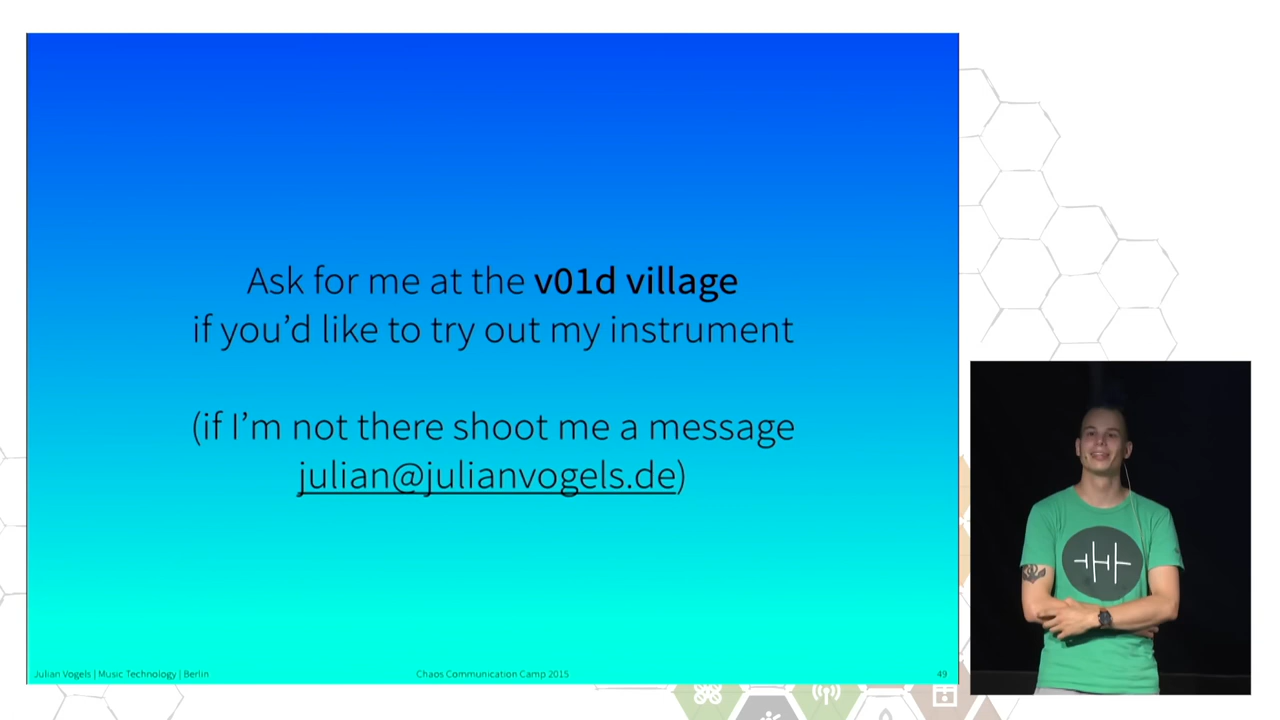 Ask for me at the v01d village
if you’d like to try out my instrument
(if I’m not there shoot me a message
julian@julianvogels.de)
Julian Vogels | Music Technology | Berlin
Chaos Communication Camp 2015
49